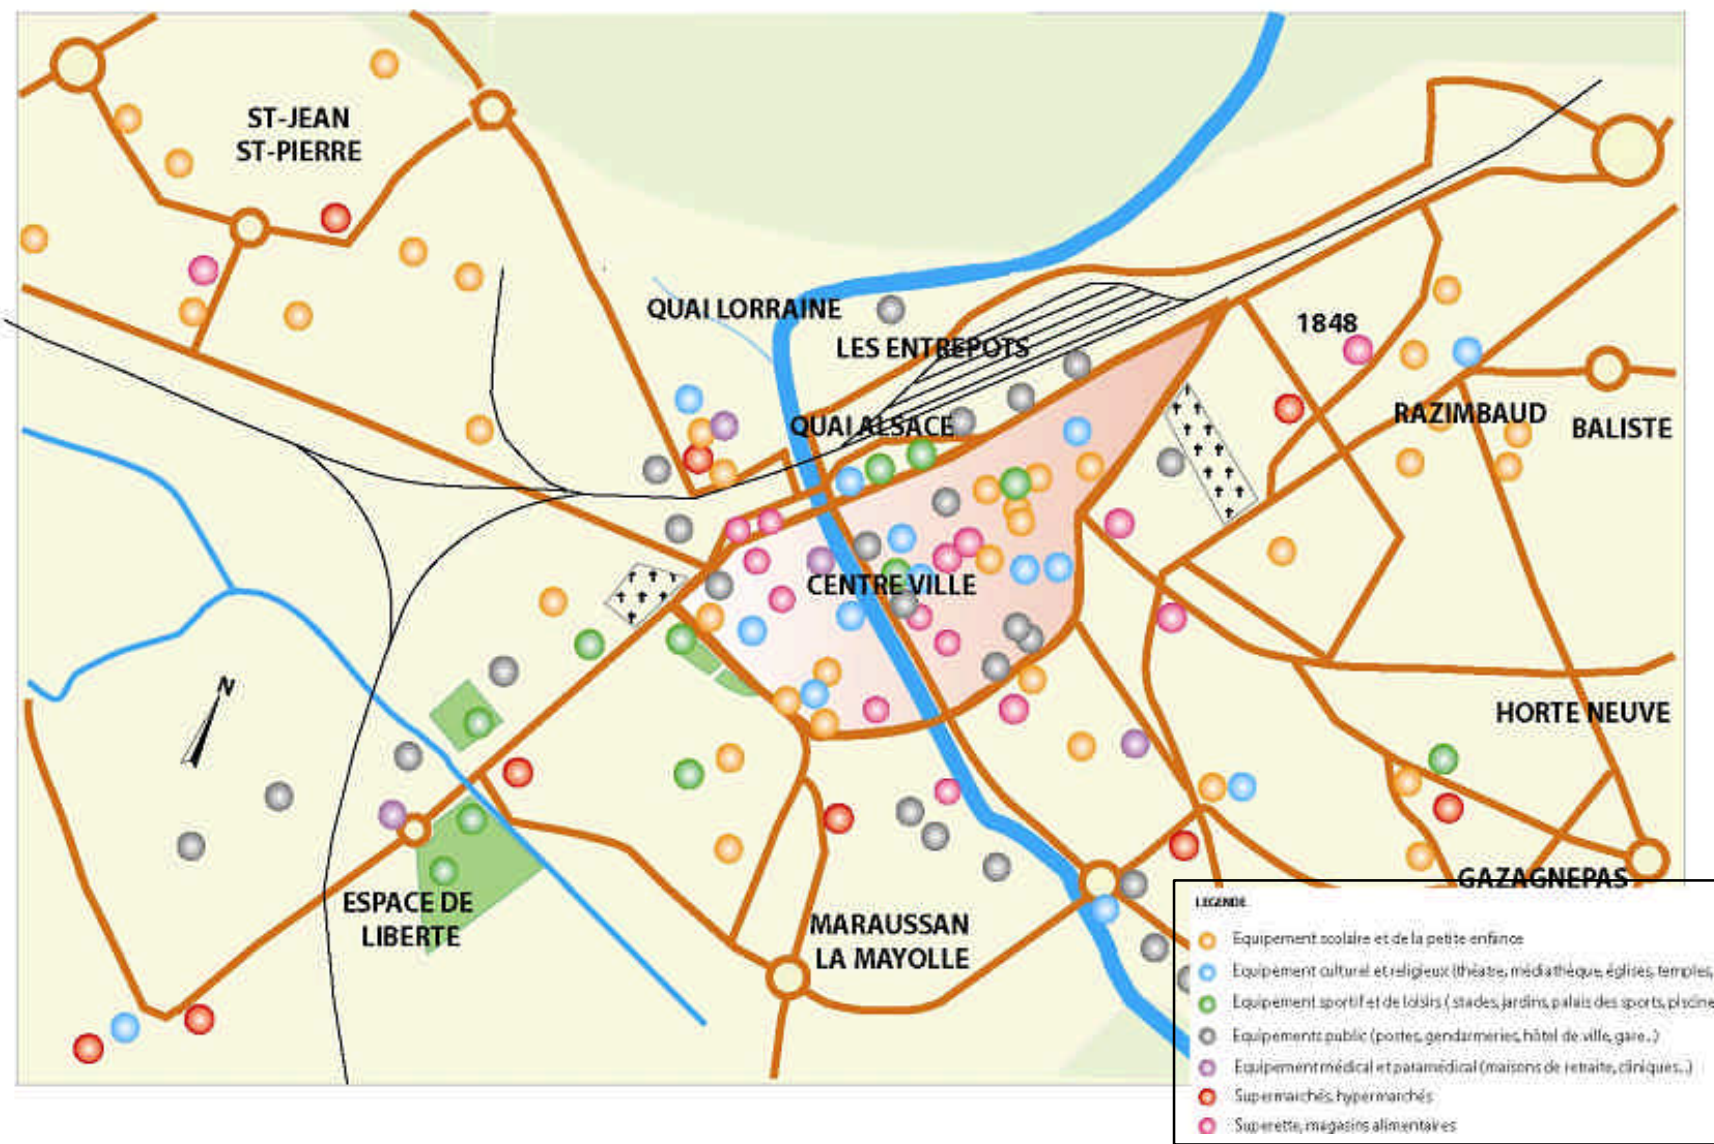 ST-JEAN
ST-PIERRE
QUAI LORRAINE
LES ENTREPOTS
1848
QUAI ALSACE
RAZIMBAUD
BALISTE
CENTRE VILLE
N
HORTE NEUVE
GAZAGNEPAS
ESPACE DE
LIBERTE
MARAUSSAN
LA MAYOLLE
LEGENDE
Equipement scolaire et de la petite enfance
Equipement culturel et religieux (théatre, médiathèque, églises, temples,
Equipement sportif et de loisirs ( stades, jardins, palais des sports, piscine
Equipements public (postes, gendarmeries, hôtel de ville, gare..)
Equipement médical et paramédical (maisons de retraite, cliniques...)
Supermarchés, hypermarchés
Superette, magasins alimentaires